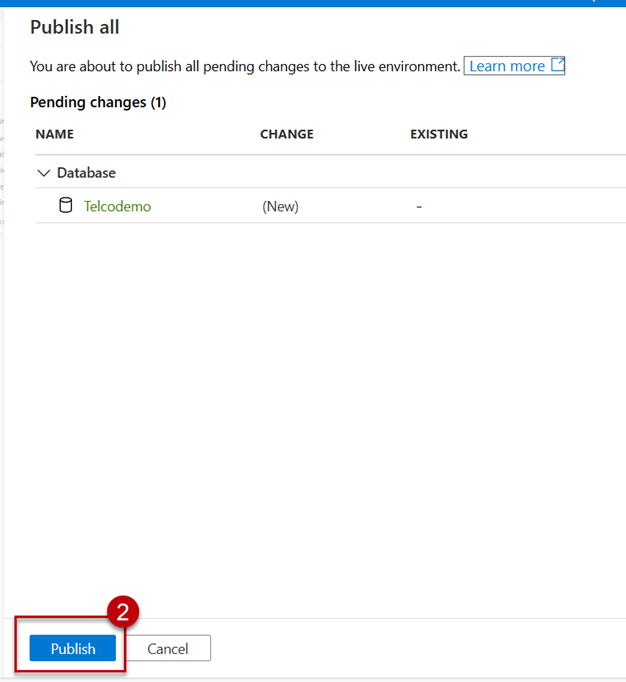 Publish all
You are about to publish all pending changes to the live environment. Learn more
Pending changes (1)
NAME CHANGE EXISTING
Database
Telcodemo (New) -
2
Publish Cancel